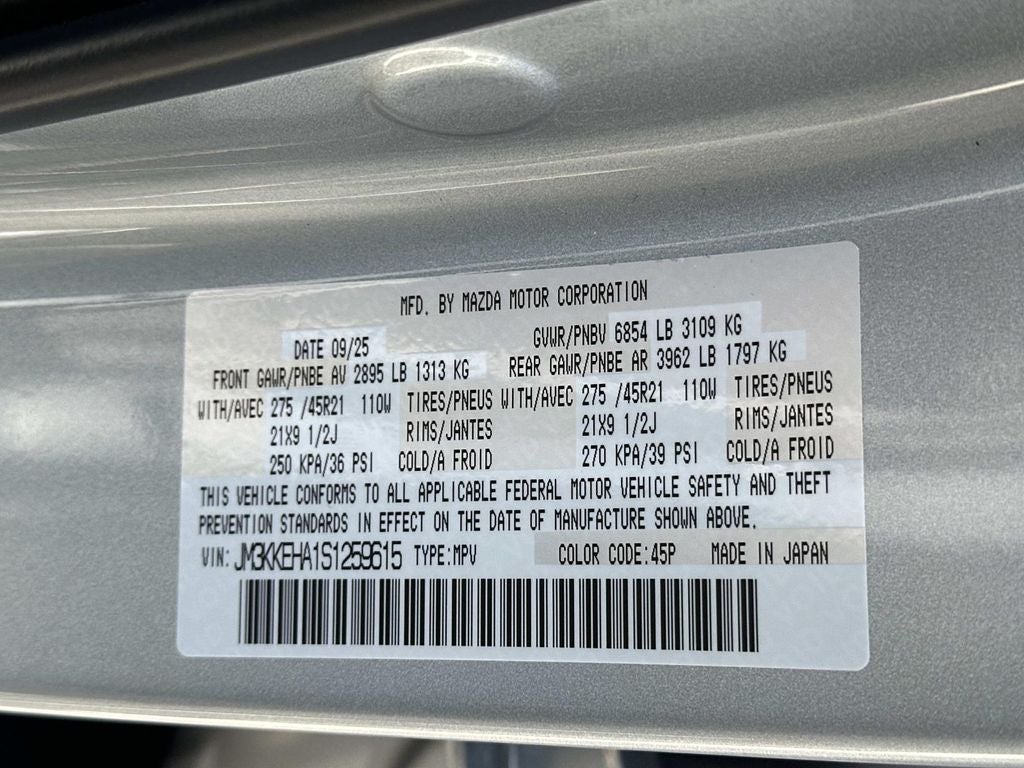 MFD. BY MAZDA MOTOR CORPORATION
DATE 09/25 GVWR/PNBV 6854 LB 3109 KG
FRONT GAWR/PNBE AV 2895 LB 1313 KG REAR GAWR/PNBE AR 3962 LB 1797 KG
WITH/AVEC 275 /45R21 110W TIRES/PNEUS WITH/AVEC 275 /45R21 110W TIRES/PNEUS
21X9 1/2J RIMS/JANTES 21X9 1/2J RIMS/JANTES
250 KPA/36 PSI COLD/A FROID 270 KPA/39 PSI COLD/A FROID
THIS VEHICLE CONFORMS TO ALL APPLICABLE FEDERAL MOTOR VEHICLE SAFETY AND THEFT
PREVENTION STANDARDS IN EFFECT ON THE DATE OF MANUFACTURE SHOWN ABOVE.
VIN: JM3KKEHA1S1259615 TYPE:MPV COLOR CODE:45P MADE IN JAPAN